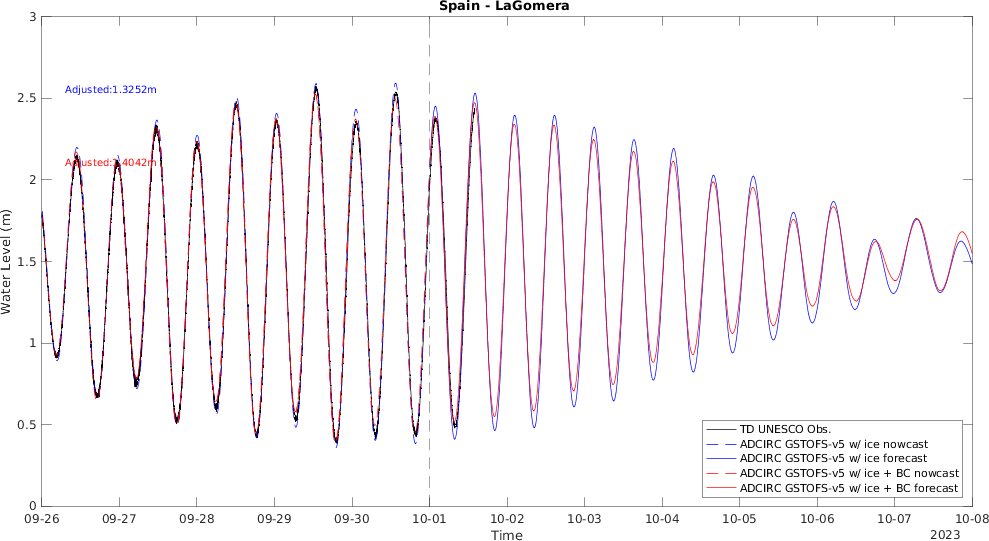 Spain - LaGomera
Water Level (m)
3
2.5
2
1.5
1
0.5
0
Adjusted:1.3252m
Adjusted:1.4042m
TD UNESCO Obs.
ADCIRC GSTOFS-v5 w/ ice nowcast
ADCIRC GSTOFS-v5 w/ ice forecast
ADCIRC GSTOFS-v5 w/ ice + BC nowcast
ADCIRC GSTOFS-v5 w/ ice + BC forecast
09-26 09-27 09-28 09-29 09-30 10-01 10-02 10-03 10-04 10-05 10-06 10-07 10-08
Time
2023